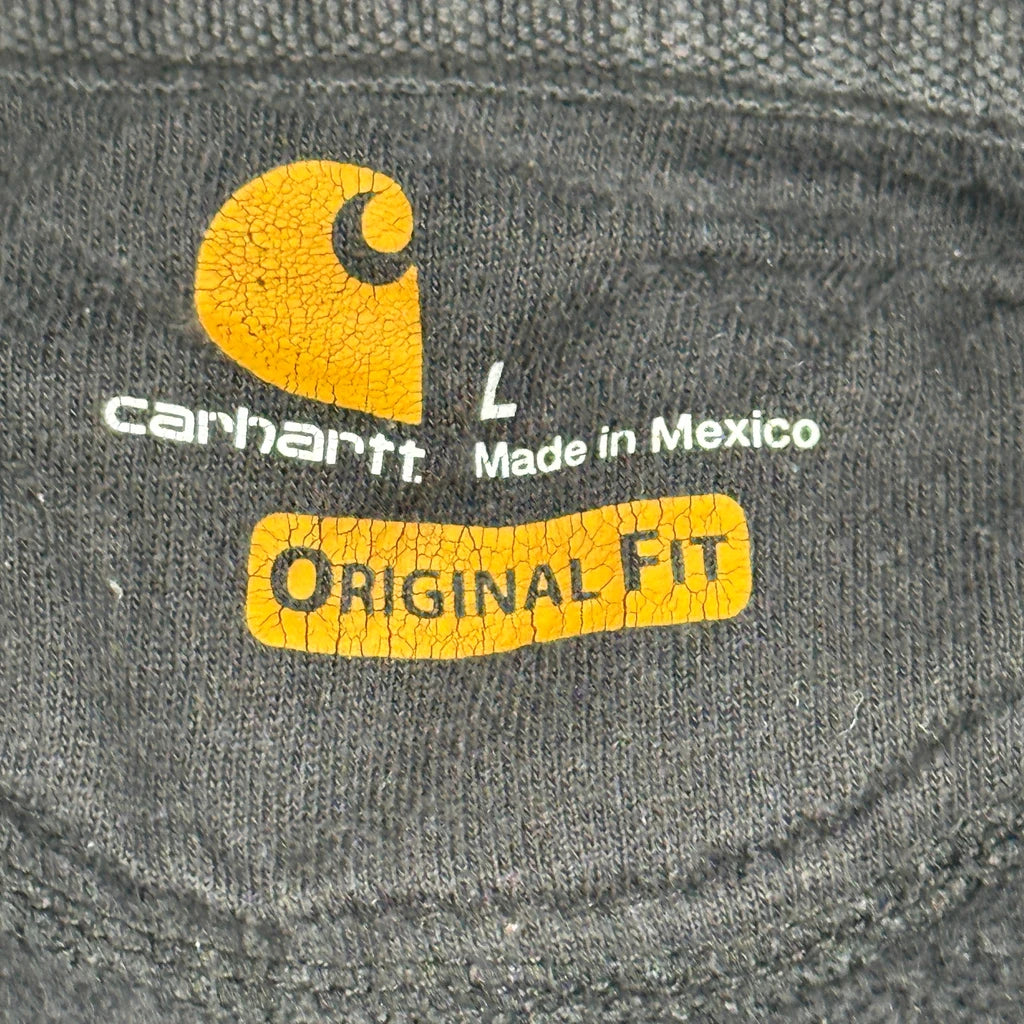 carhartt.
L
Made in Mexico
ORIGINAL FIT